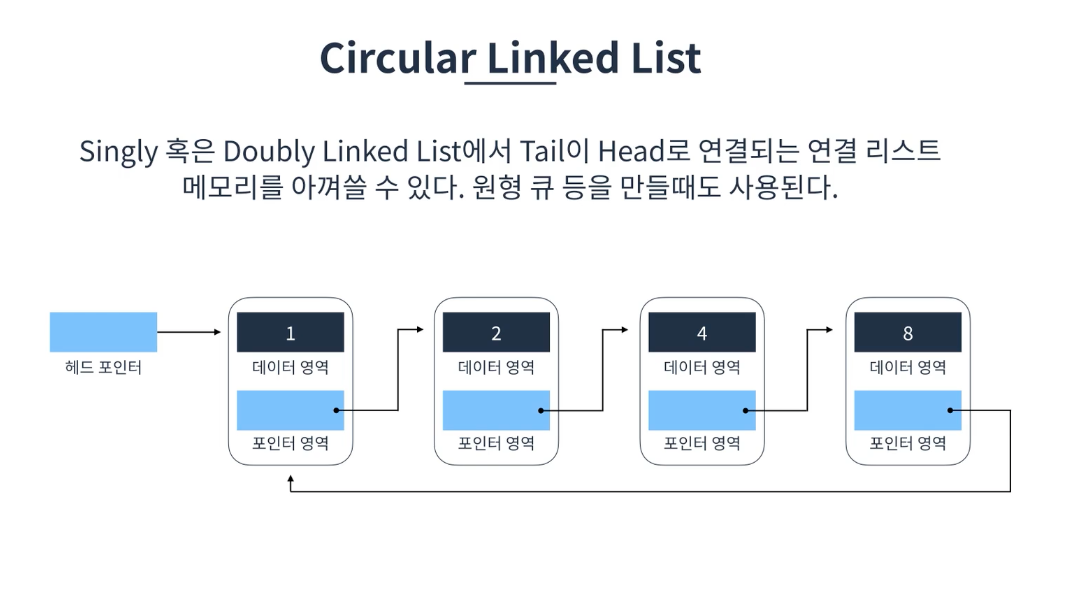 Circular Linked List
Singly 혹은 Doubly Linked List에서 Tail이 Head로 연결되는 연결 리스트
메모리를 아껴쓸 수 있다. 원형 큐 등을 만들때도 사용된다.
헤드 포인터
1
데이터 영역
포인터 영역
2
데이터 영역
포인터 영역
4
데이터 영역
포인터 영역
8
데이터 영역
포인터 영역